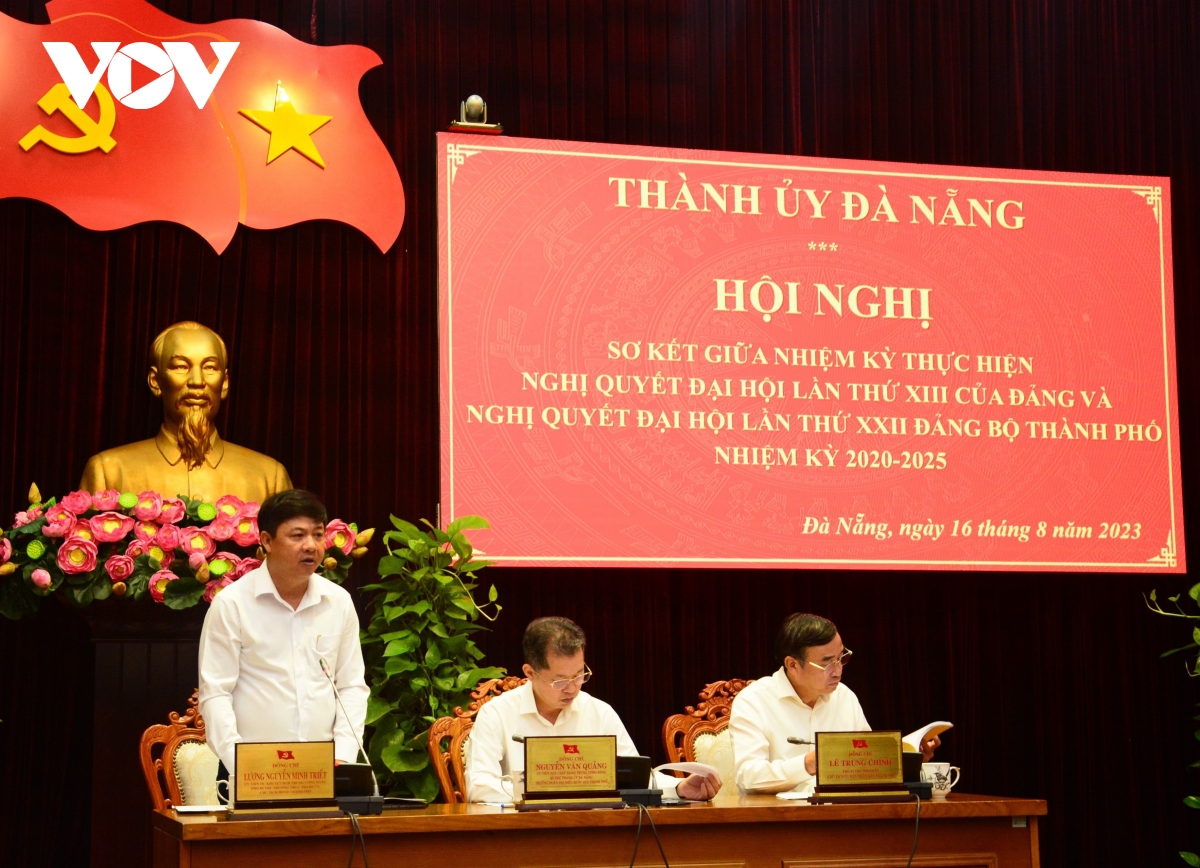 VOV
THÀNH ỦY ĐÀ NẴNG
***
HỘI NGHỊ
SƠ KẾT GIỮA NHIỆM KỲ THỰC HIỆN
NGHỊ QUYẾT ĐẠI HỘI LẦN THỨ XIII CỦA ĐẢNG VÀ
NGHỊ QUYẾT ĐẠI HỘI LẦN THỨ XXII ĐẢNG BỘ THÀNH PHỐ
NHIỆM KỲ 2020-2025
Đà Nẵng, ngày 16 tháng 8 năm 2023
ĐỒNG CHÍ
LƯƠNG NGUYỄN MINH TRIẾT
ĐỒNG CHÍ
NGUYỄN VĂN QUẢNG
ĐỒNG CHÍ
LÊ TRUNG CHINH